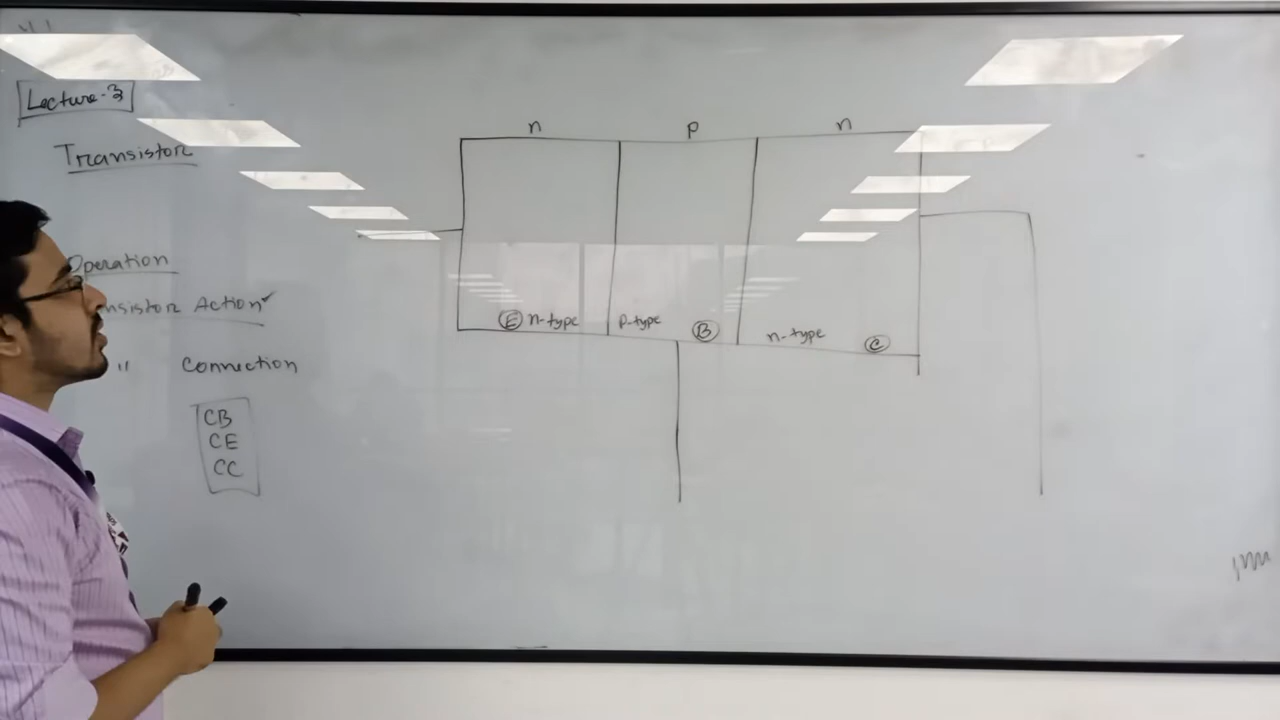 Lecture-3
Transistor
Operation
nsistor Action
" Connection
CB
CE
CC
n p n
E n-type p-type B n-type C